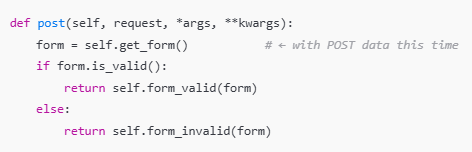 def post(self, request, *args, **kwargs):
    form = self.get_form()           # ← with POST data this time
    if form.is_valid():
        return self.form_valid(form)
    else:
        return self.form_invalid(form)